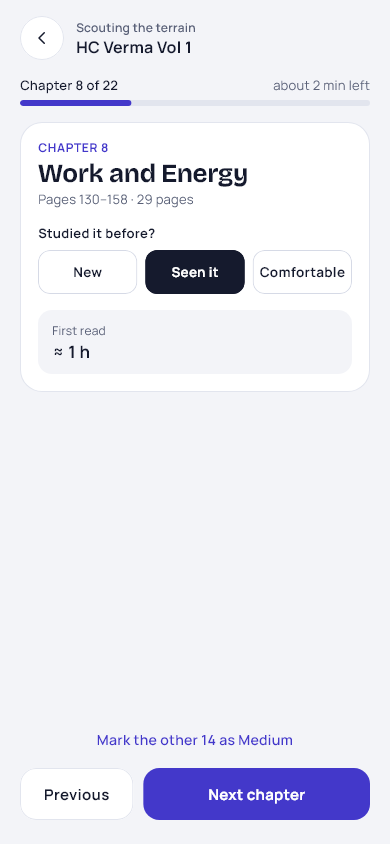 Scouting the terrain
HC Verma Vol 1
Chapter 8 of 22
about 2 min left
CHAPTER 8
Work and Energy
Pages 130–158 · 29 pages
Studied it before?
New
Seen it
Comfortable
First read
≈ 1 h
Mark the other 14 as Medium
Previous
Next chapter